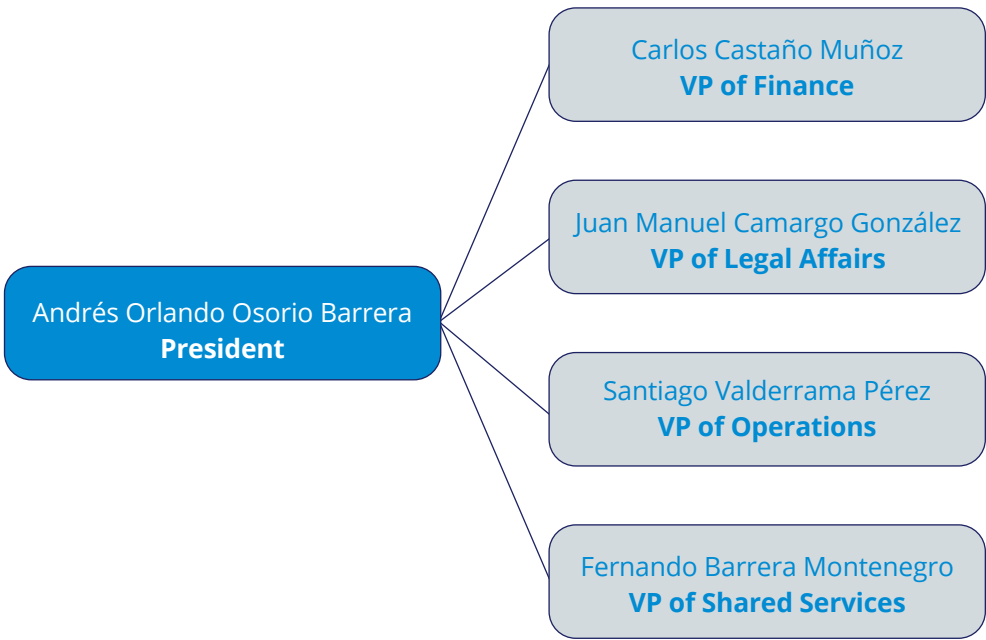 Carlos Castaño Muñoz
VP of Finance
Juan Manuel Camargo González
VP of Legal Affairs
Andrés Orlando Osorio Barrera
President
Santiago Valderrama Pérez
VP of Operations
Fernando Barrera Montenegro
VP of Shared Services